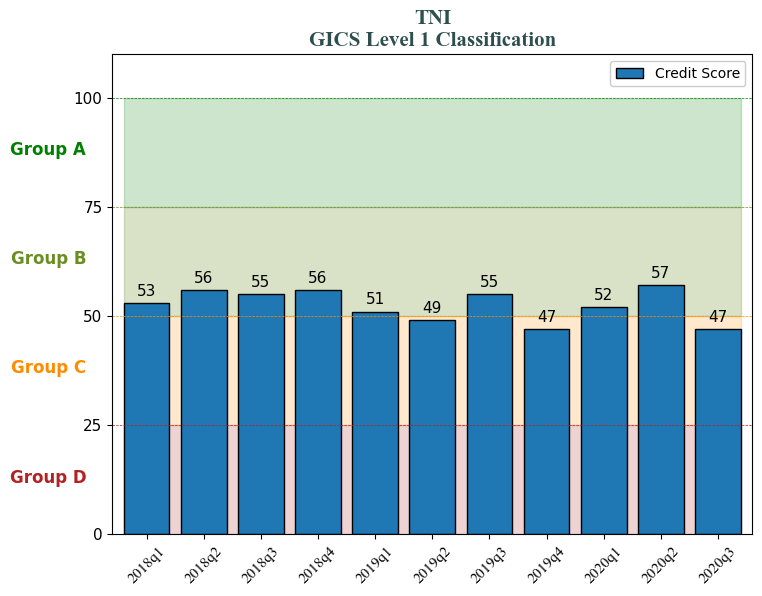 TNI
GICS Level 1 Classification
Credit Score
100
75
50
25
0
Group A
Group B
Group C
Group D
53
56
55
56
51
49
55
47
52
57
47
2018q1
2018q2
2018q3
2018q4
2019q1
2019q2
2019q3
2019q4
2020q1
2020q2
2020q3